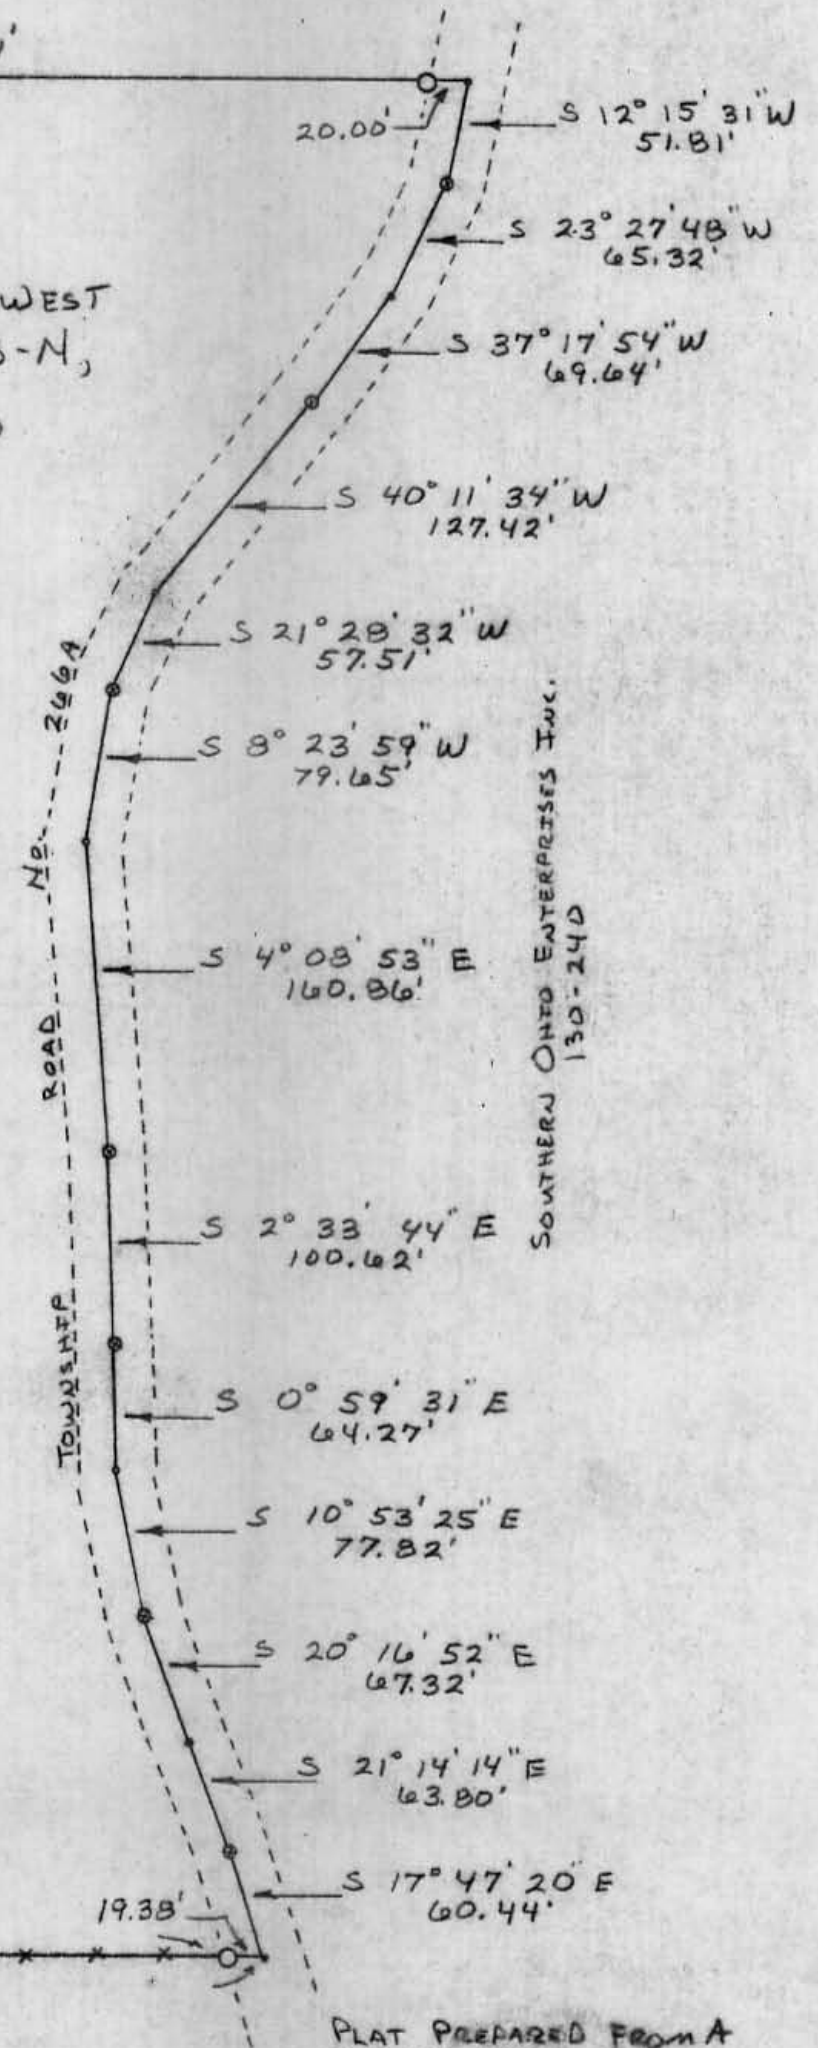 20.00'
S 12° 15' 31" W
51.81'
S 23° 27' 48" W
65.32'
WEST
-N,
S 37° 17' 54" W
69.64'
S 40° 11' 34" W
127.42'
S 21° 28' 32" W
57.51'
S 8° 23' 59" W
79.65'
TOWNSHIP ROAD No. 266A
SOUTHERN OHIO ENTERPRISES INC.
130-240
S 4° 08' 53" E
160.86'
S 2° 33' 44" E
100.62'
S 0° 59' 31" E
64.27'
S 10° 53' 25" E
77.82'
S 20° 16' 52" E
67.32'
S 21° 14' 14" E
63.80'
S 17° 47' 20" E
60.44'
19.38'
PLAT PREPARED FROM A